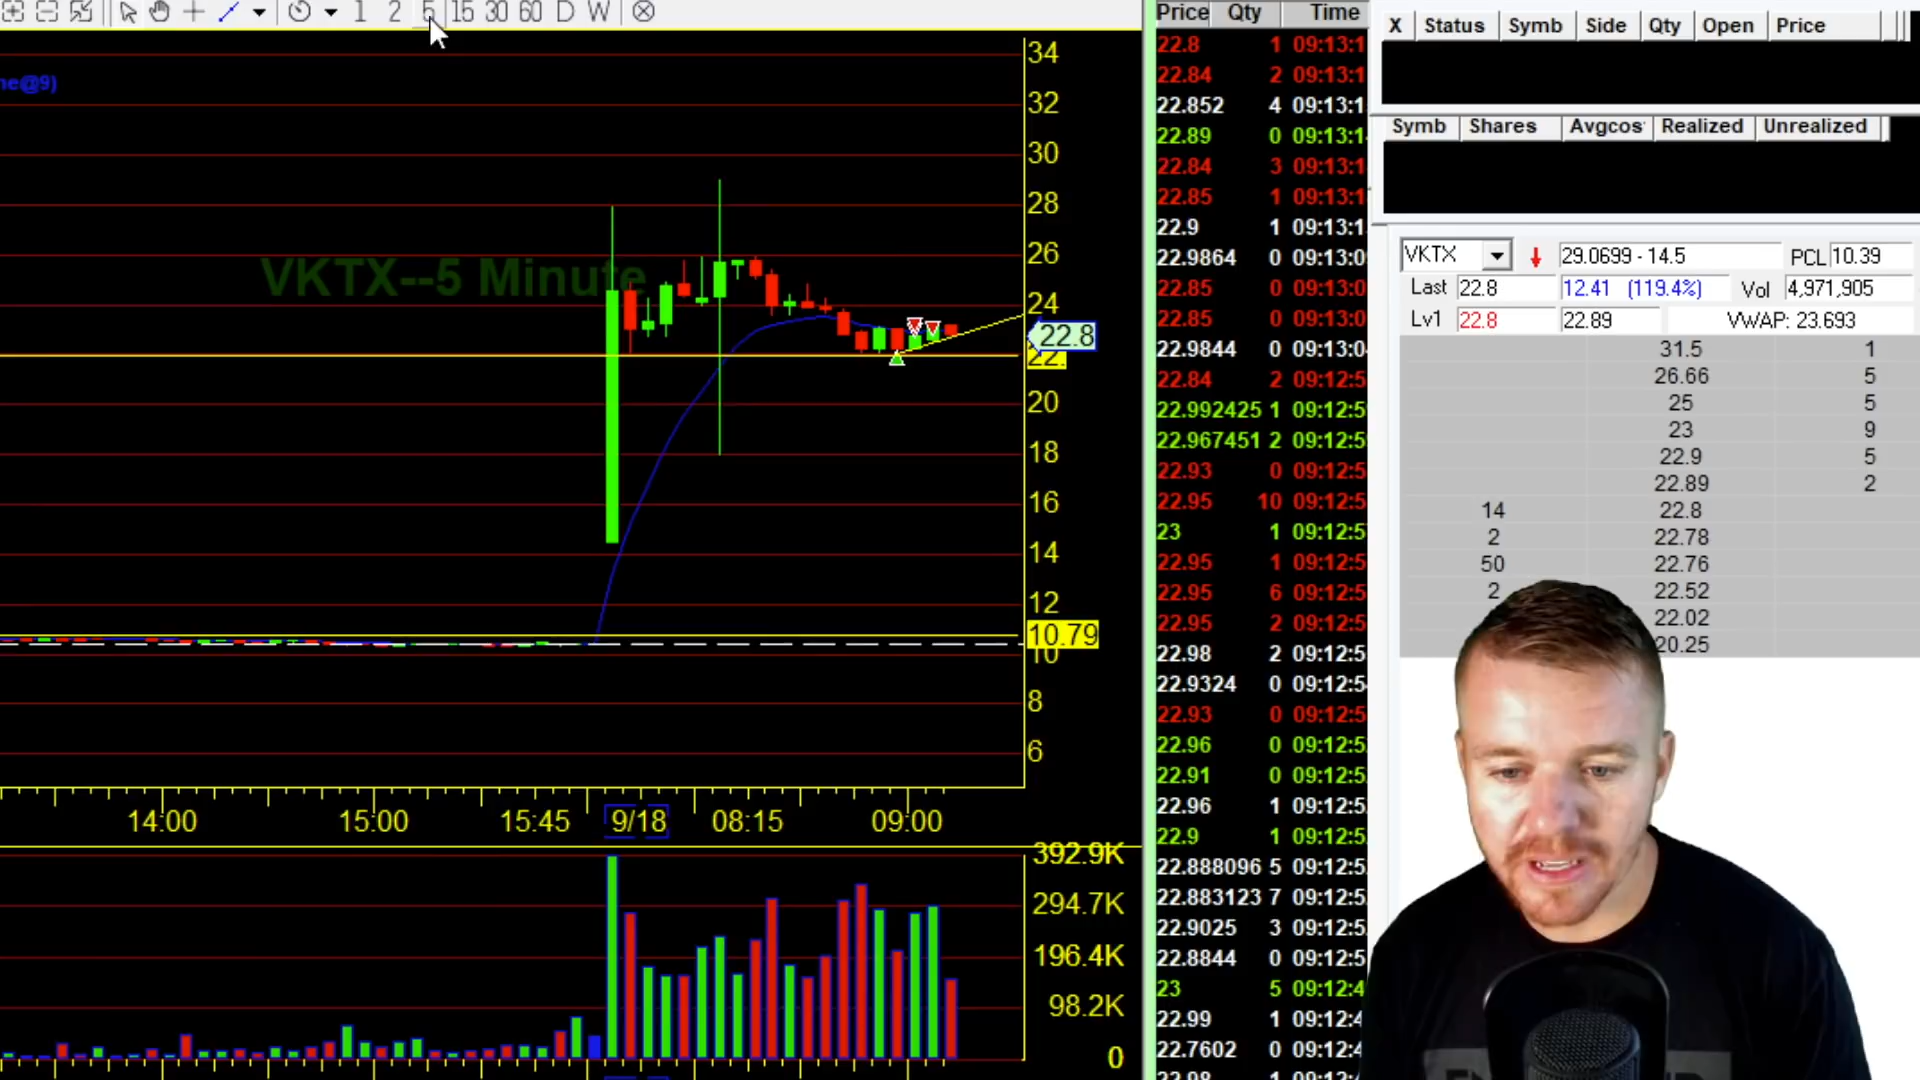 1 2 5 15 30 60 D W
Price Qty Time
X Status Symb Side Qty Open Price
Symb Shares Avgcos Realized Unrealized
ne@9)
VKTX--5 Minute
34
32
30
28
26
24
22.8
22.
20
18
16
14
12
10.79
10
8
6
14:00 15:00 15:45 9/18 08:15 09:00
392.9K
294.7K
196.4K
98.2K
0
22.8 1 09:13:1
22.84 2 09:13:1
22.852 4 09:13:1
22.89 0 09:13:1
22.84 3 09:13:1
22.85 1 09:13:1
22.9 1 09:13:0
22.9864 0 09:13:0
22.85 0 09:13:0
22.85 0 09:13:0
22.9844 0 09:13:0
22.84 2 09:12:5
22.992425 1 09:12:5
22.967451 2 09:12:5
22.93 0 09:12:5
22.95 10 09:12:5
23 1 09:12:5
22.95 1 09:12:5
22.95 6 09:12:5
22.95 2 09:12:5
22.98 2 09:12:5
22.9324 0 09:12:5
22.93 0 09:12:5
22.96 0 09:12:5
22.91 0 09:12:5
22.96 1 09:12:5
22.9 1 09:12:5
22.888096 5 09:12:5
22.883123 7 09:12:5
22.9025 3 09:12:5
22.8844 0 09:12:5
23 5 09:12:4
22.99 1 09:12:4
22.7602 0 09:12:4
22.98 1 09:12:4
VKTX 29.0699 - 14.5 PCL 10.39
Last 22.8 12.41 (119.4%) Vol 4,971,905
Lv1 22.8 22.89 VWAP: 23.693
31.5 1
26.66 5
25 5
23 9
22.9 5
22.89 2
14 22.8
2 22.78
50 22.76
2 22.52
22.02
20.25